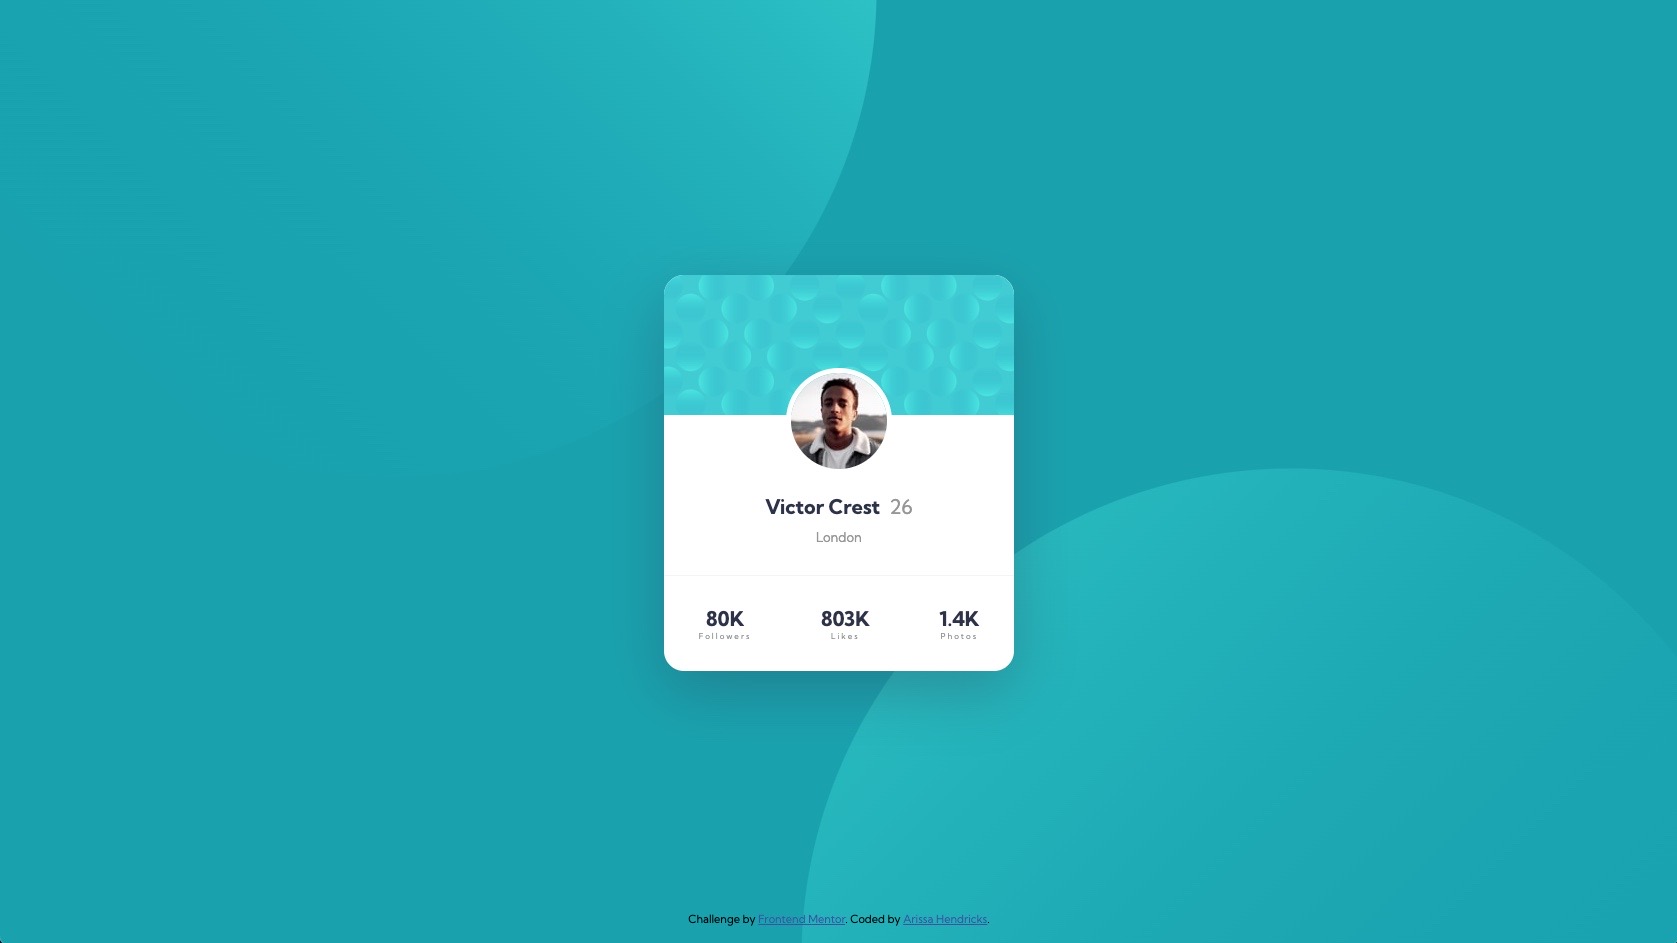 Victor Crest 26
London
80K 803K 1.4K
Followers Likes Photos
Challenge by Frontend Mentor. Coded by Arissa Hendricks.